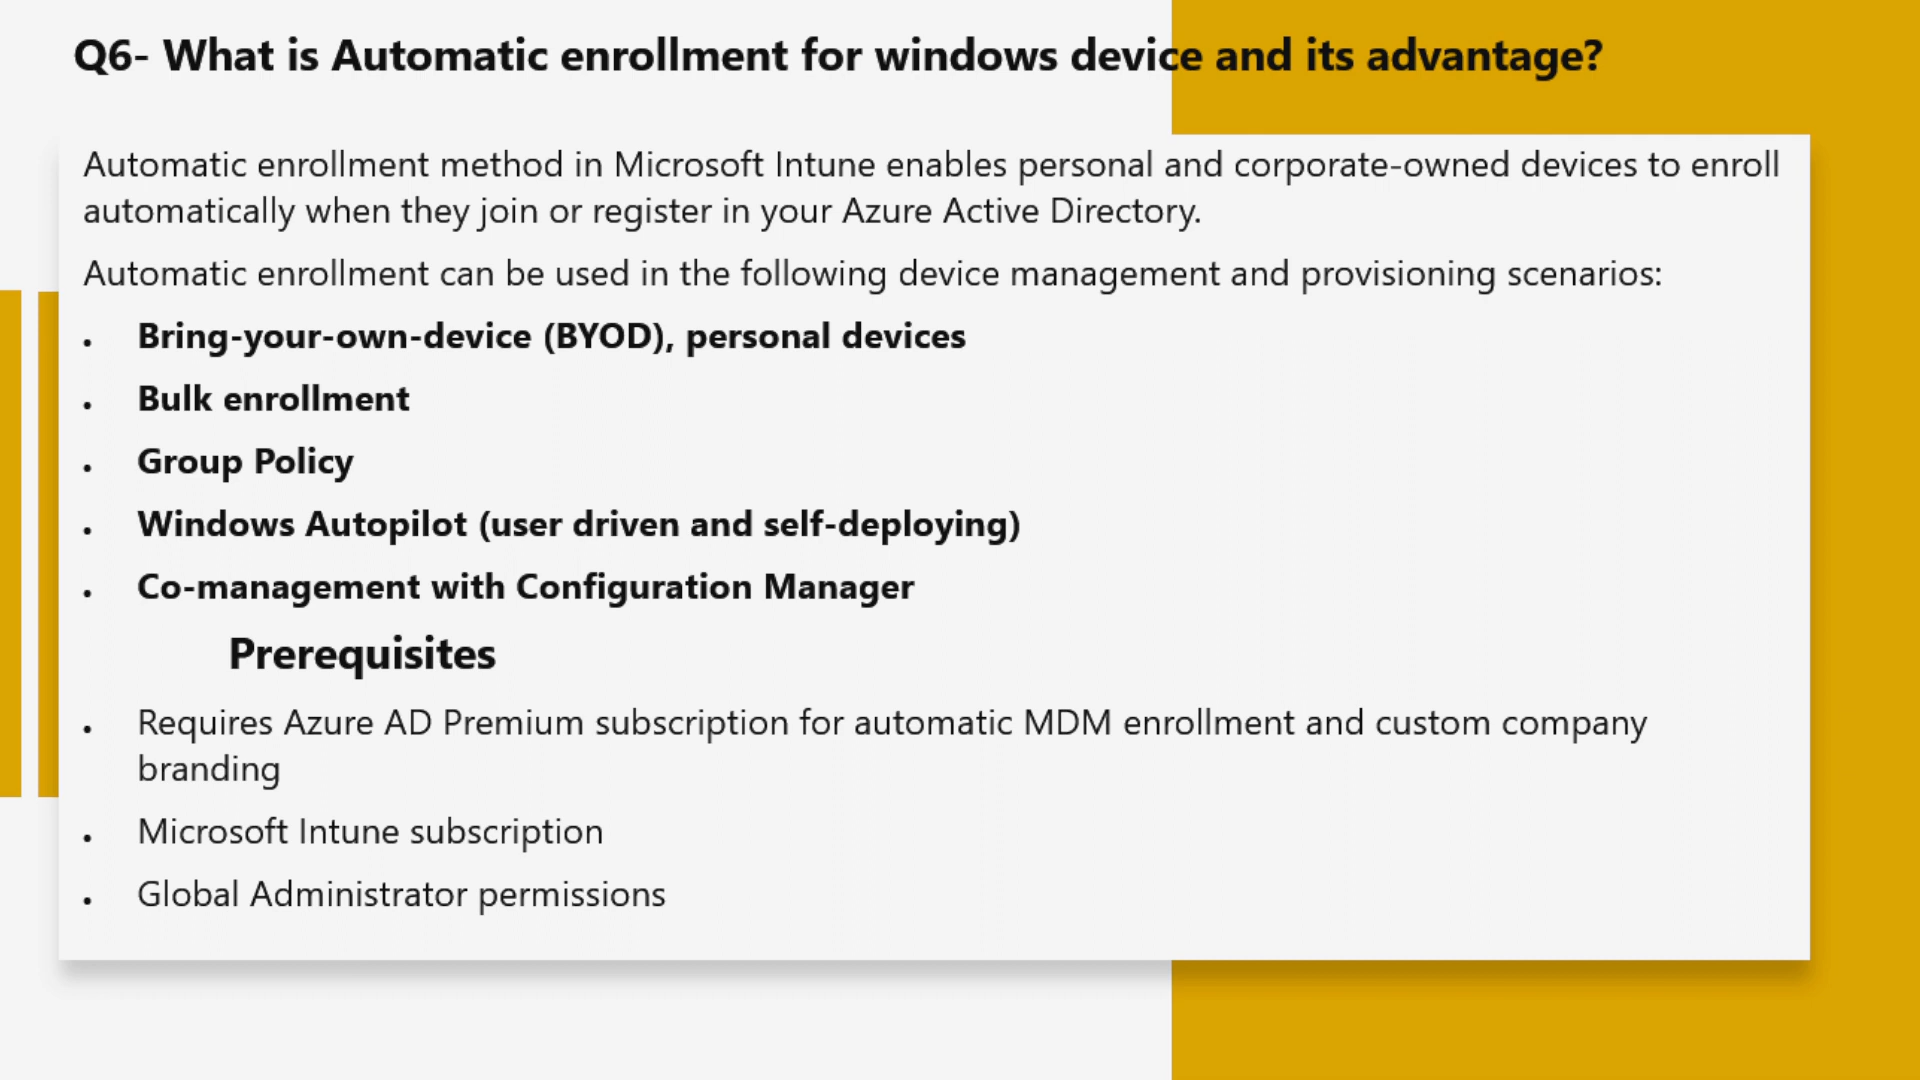 Q6- What is Automatic enrollment for windows device and its advantage?
Automatic enrollment method in Microsoft Intune enables personal and corporate-owned devices to enroll
automatically when they join or register in your Azure Active Directory.
Automatic enrollment can be used in the following device management and provisioning scenarios:
• Bring-your-own-device (BYOD), personal devices
• Bulk enrollment
• Group Policy
• Windows Autopilot (user driven and self-deploying)
• Co-management with Configuration Manager
Prerequisites
• Requires Azure AD Premium subscription for automatic MDM enrollment and custom company
branding
• Microsoft Intune subscription
• Global Administrator permissions